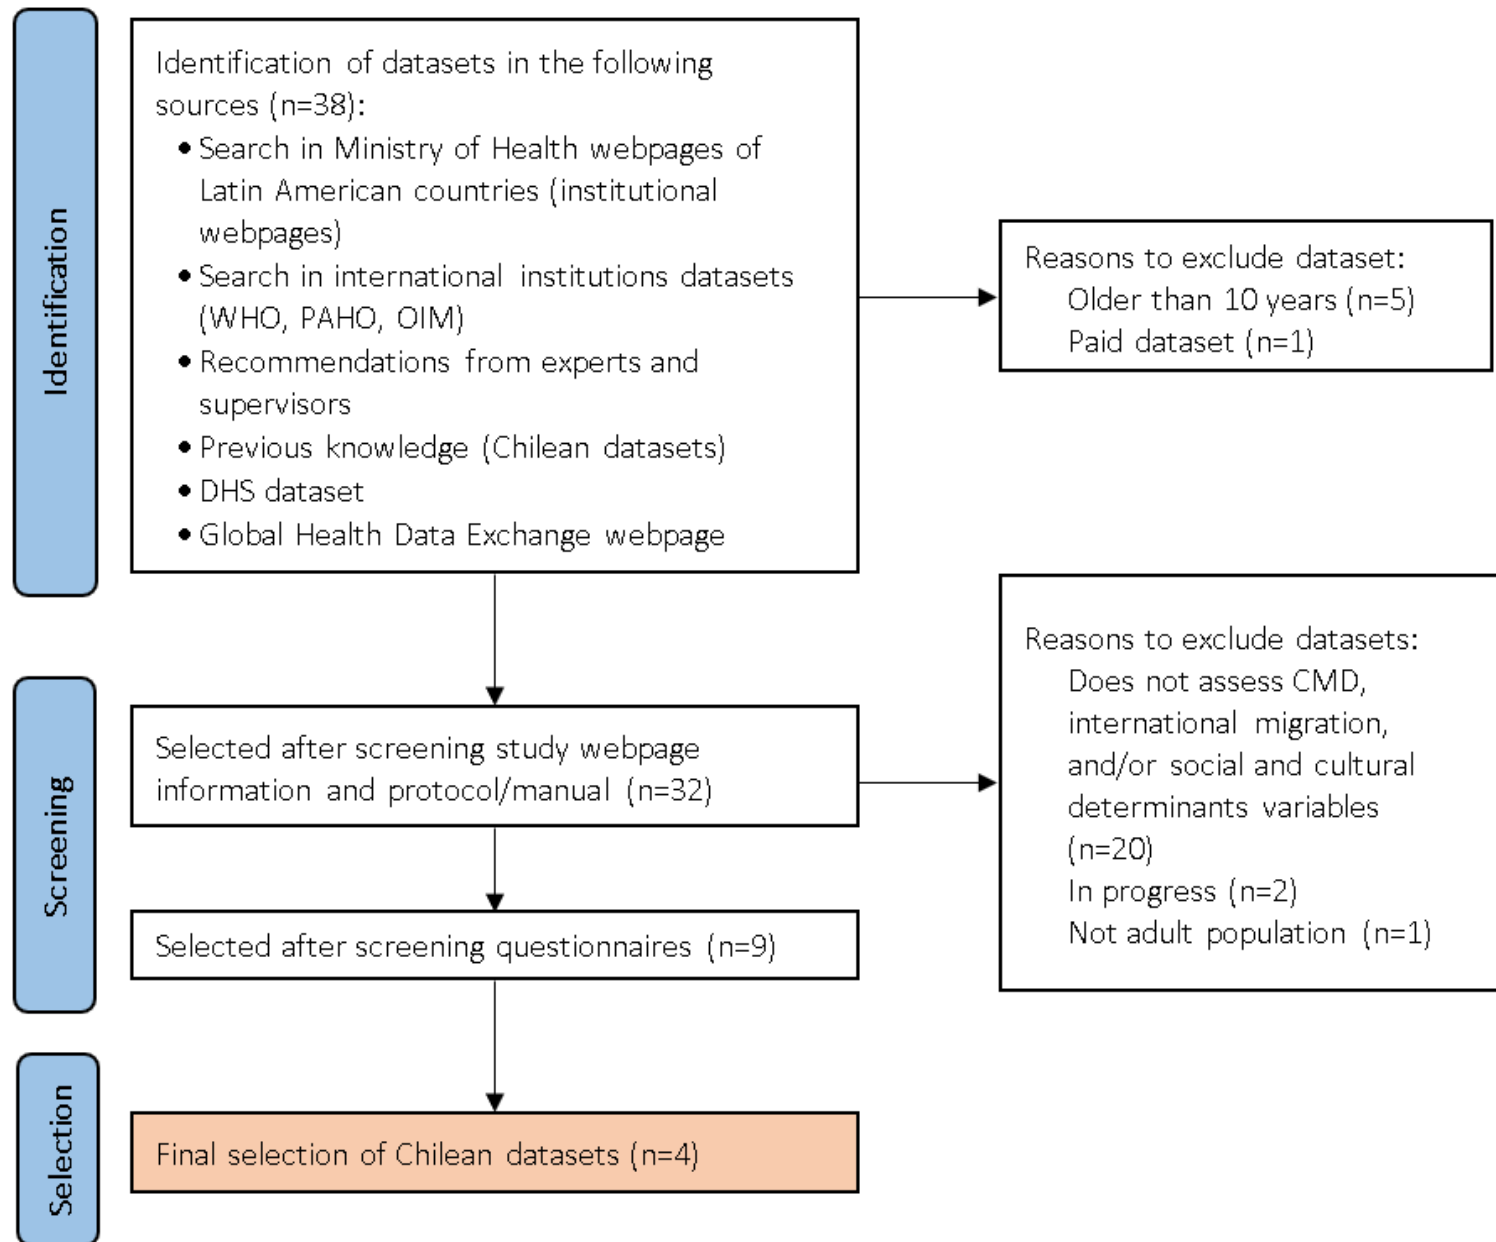 Identification
Identification of datasets in the following
sources (n=38):
• Search in Ministry of Health webpages of
Latin American countries (institutional
webpages)
• Search in international institutions datasets
(WHO, PAHO, OIM)
• Recommendations from experts and
supervisors
• Previous knowledge (Chilean datasets)
• DHS dataset
• Global Health Data Exchange webpage
Reasons to exclude dataset:
Older than 10 years (n=5)
Paid dataset (n=1)
Screening
Selected after screening study webpage
information and protocol/manual (n=32)
Reasons to exclude datasets:
Does not assess CMD,
international migration,
and/or social and cultural
determinants variables
(n=20)
In progress (n=2)
Not adult population (n=1)
Selected after screening questionnaires (n=9)
Selection
Final selection of Chilean datasets (n=4)